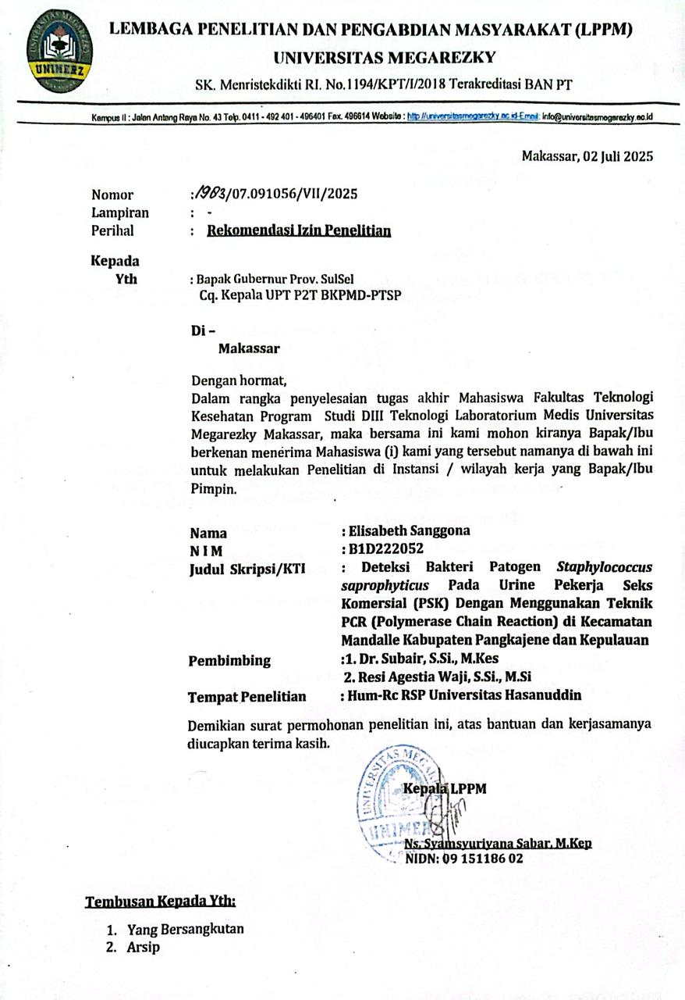 LEMBAGA PENELITIAN DAN PENGABDIAN MASYARAKAT (LPPM)
UNIVERSITAS MEGAREZKY
SK. Menristekdikti RI. No.1194/KPT/I/2018 Terakreditasi BAN PT
UNIVERSITAS MEGAREZKY
UNIMERZ
Kampus II : Jalan Antang Raya No. 43 Telp. 0411 - 492 401 - 496401 Fax. 496614 Website : http://universitasmegarezky.ac.id-Email: info@universitasmegarezky.ac.id
Makassar, 02 Juli 2025
Nomor :1983/07.091056/VII/2025
Lampiran : -
Perihal : Rekomendasi Izin Penelitian
Kepada
Yth : Bapak Gubernur Prov. SulSel
Cq. Kepala UPT P2T BKPMD-PTSP
Di –
Makassar
Dengan hormat,
Dalam rangka penyelesaian tugas akhir Mahasiswa Fakultas Teknologi
Kesehatan Program Studi DIII Teknologi Laboratorium Medis Universitas
Megarezky Makassar, maka bersama ini kami mohon kiranya Bapak/Ibu
berkenan menerima Mahasiswa (i) kami yang tersebut namanya di bawah ini
untuk melakukan Penelitian di Instansi / wilayah kerja yang Bapak/Ibu
Pimpin.
Nama : Elisabeth Sanggona
N I M : B1D222052
Judul Skripsi/KTI : Deteksi Bakteri Patogen Staphylococcus
saprophyticus Pada Urine Pekerja Seks
Komersial (PSK) Dengan Menggunakan Teknik
PCR (Polymerase Chain Reaction) di Kecamatan
Mandalle Kabupaten Pangkajene dan Kepulauan
Pembimbing :1. Dr. Subair, S.Si., M.Kes
2. Resi Agestia Waji, S.Si., M.Si
Tempat Penelitian : Hum-Rc RSP Universitas Hasanuddin
Demikian surat permohonan penelitian ini, atas bantuan dan kerjasamanya
diucapkan terima kasih.
UNIVERSITAS MEGAREZKY
UNIMERZ
Kepala LPPM
Ns. Syamsyuriyana Sabar, M.Kep
NIDN: 09 151186 02
Tembusan Kepada Yth:
1. Yang Bersangkutan
2. Arsip